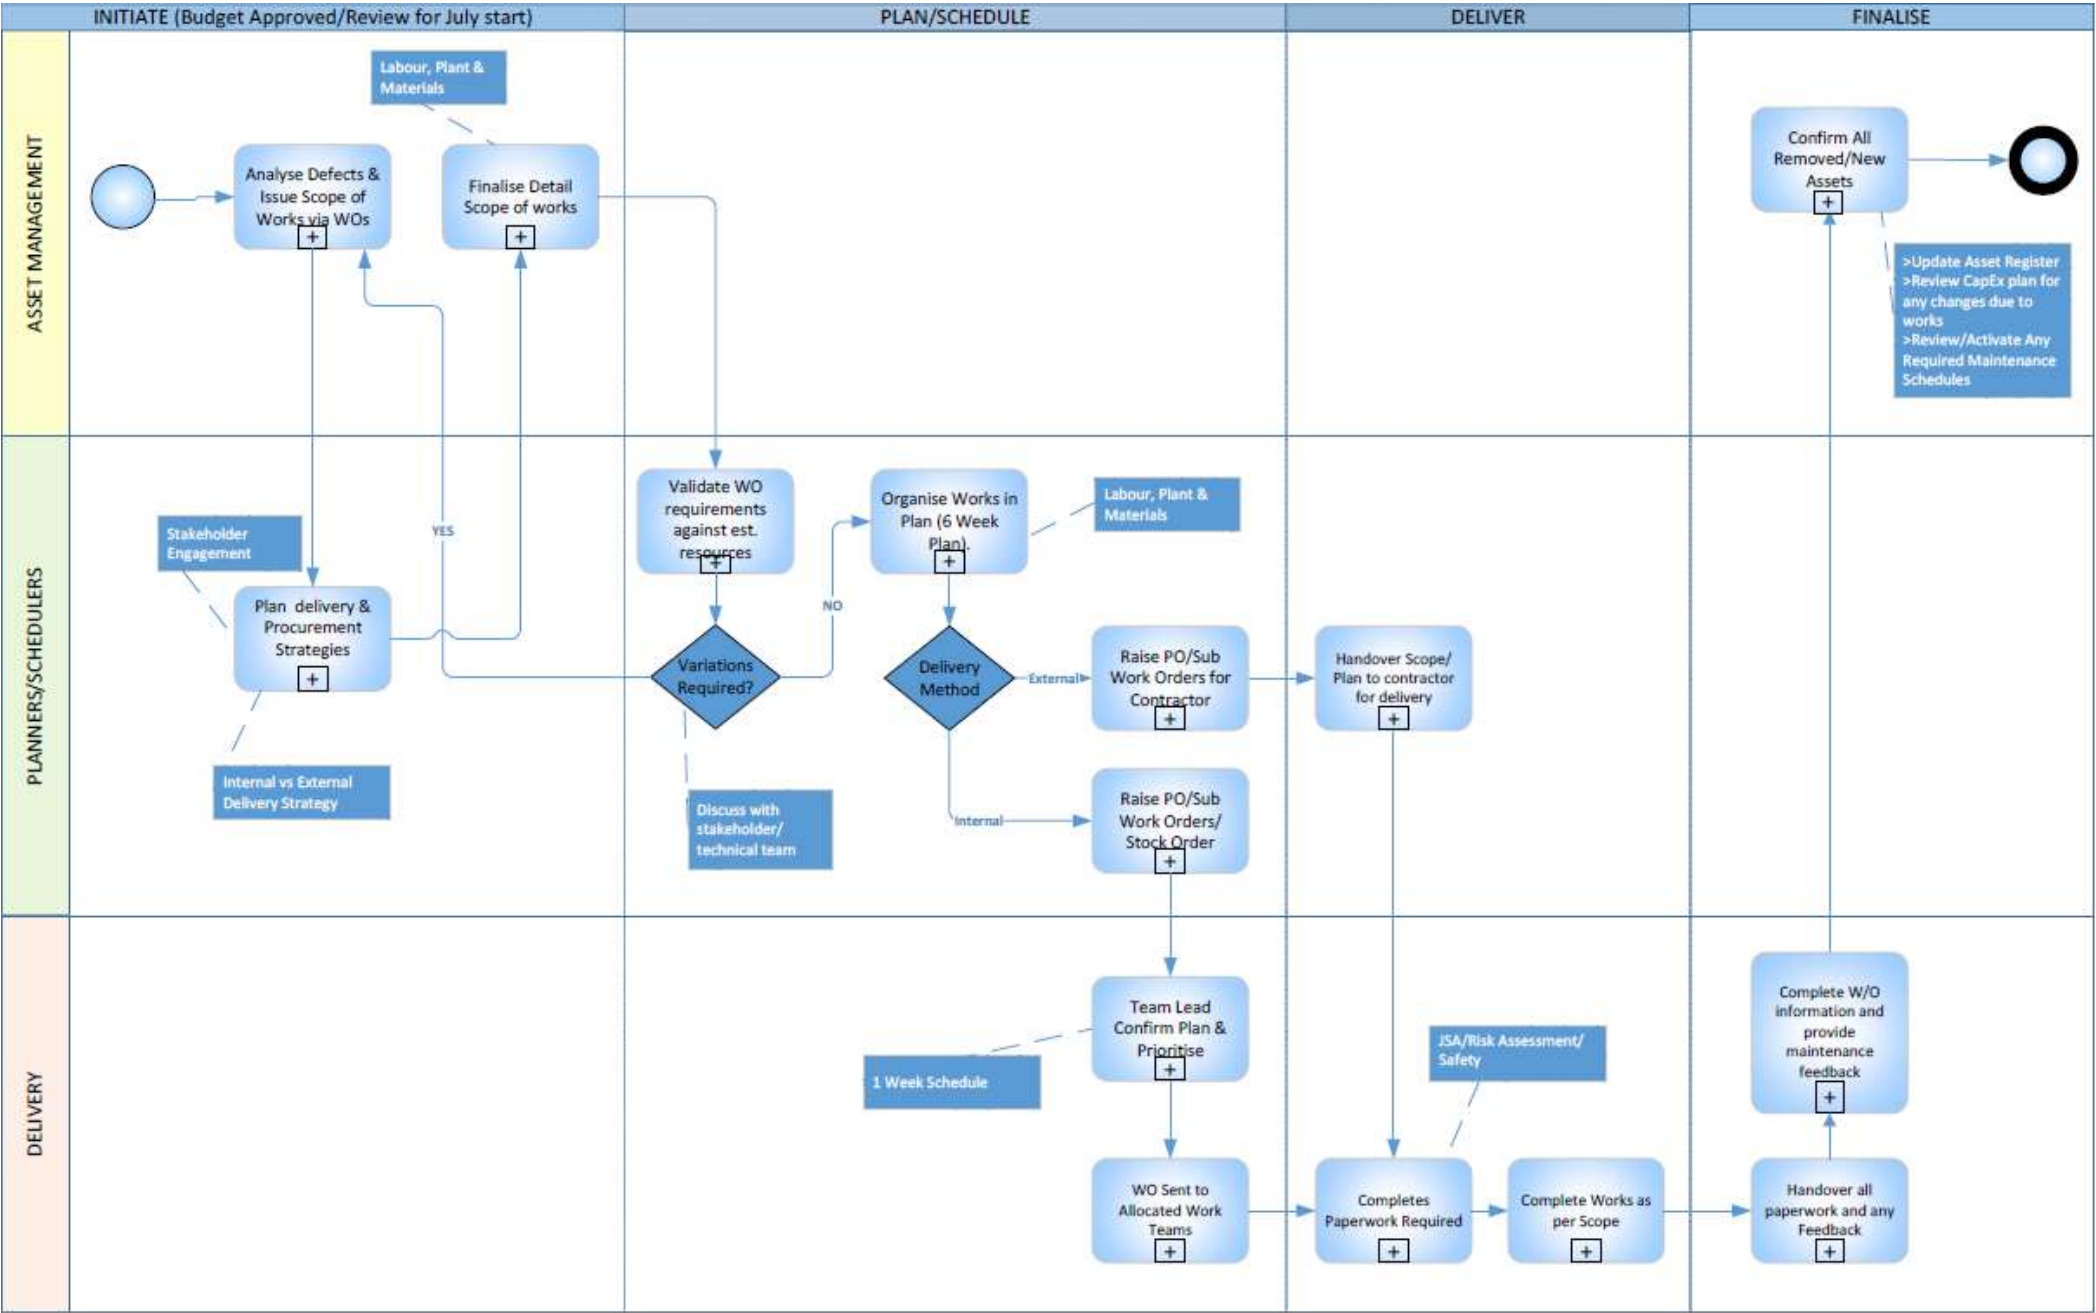 INITIATE (Budget Approved/Review for July start)
PLAN/SCHEDULE
DELIVER
FINALISE
ASSET MANAGEMENT
Labour, Plant &
Materials
Analyse Defects &
Issue Scope of
Works via WOs
Finalise Detail
Scope of works
Confirm All
Removed/New
Assets
>Update Asset Register
>Review CapEx plan for
any changes due to
works
>Review/Activate Any
Required Maintenance
Schedules
PLANNERS/SCHEDULERS
Stakeholder
Engagement
Plan delivery &
Procurement
Strategies
Internal vs External
Delivery Strategy
YES
Validate WO
requirements
against est.
resources
Variations
Required?
NO
Discuss with
stakeholder/
technical team
Organise Works in
Plan (6 Week
Plan).
Labour, Plant &
Materials
Delivery
Method
External
Raise PO/Sub
Work Orders for
Contractor
Internal
Raise PO/Sub
Work Orders/
Stock Order
Handover Scope/
Plan to contractor
for delivery
DELIVERY
Team Lead
Confirm Plan &
Prioritise
1 Week Schedule
WO Sent to
Allocated Work
Teams
JSA/Risk Assessment/
Safety
Completes
Paperwork Required
Complete Works as
per Scope
Complete W/O
information and
provide
maintenance
feedback
Handover all
paperwork and any
Feedback